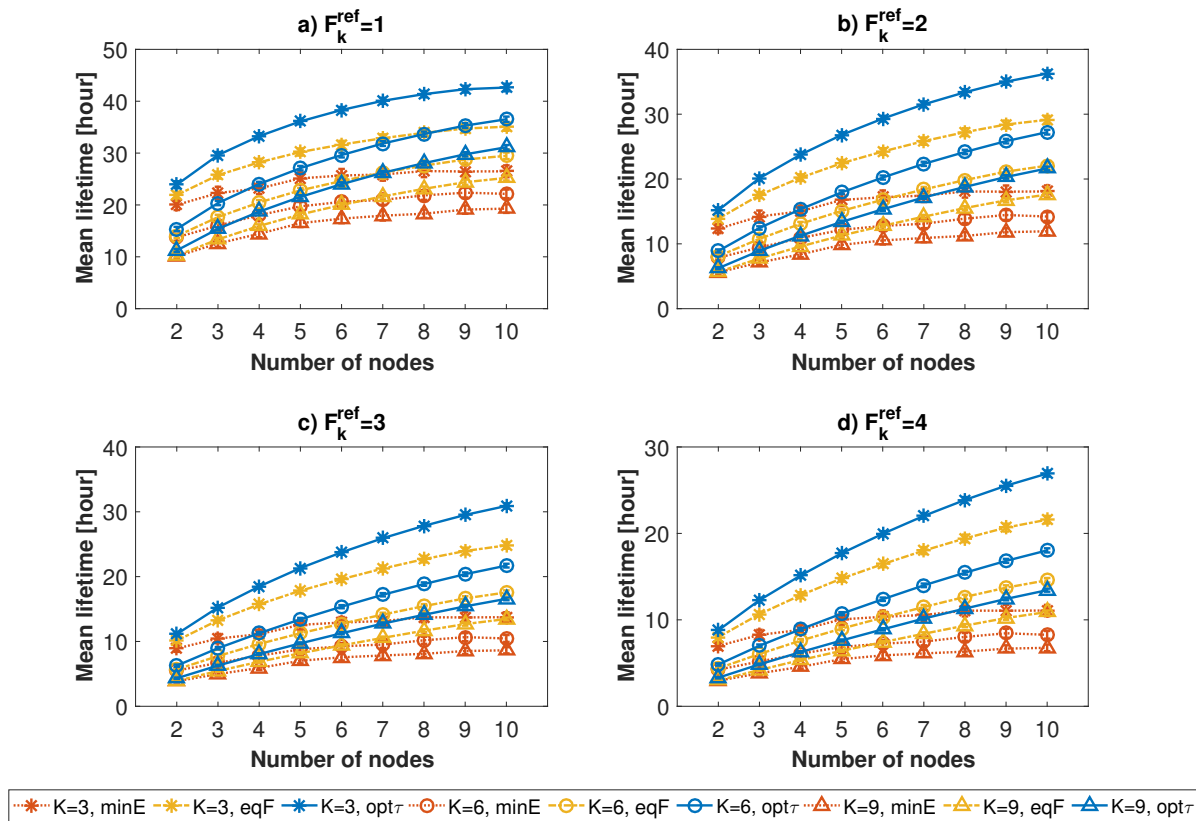 a) F_k^ref=1
Mean lifetime [hour]
50
40
30
20
10
0
2 3 4 5 6 7 8 9 10
Number of nodes
b) F_k^ref=2
Mean lifetime [hour]
40
30
20
10
0
2 3 4 5 6 7 8 9 10
Number of nodes
c) F_k^ref=3
Mean lifetime [hour]
40
30
20
10
0
2 3 4 5 6 7 8 9 10
Number of nodes
d) F_k^ref=4
Mean lifetime [hour]
30
20
10
0
2 3 4 5 6 7 8 9 10
Number of nodes
K=3, minE K=3, eqF K=3, optτ K=6, minE K=6, eqF K=6, optτ K=9, minE K=9, eqF K=9, optτ